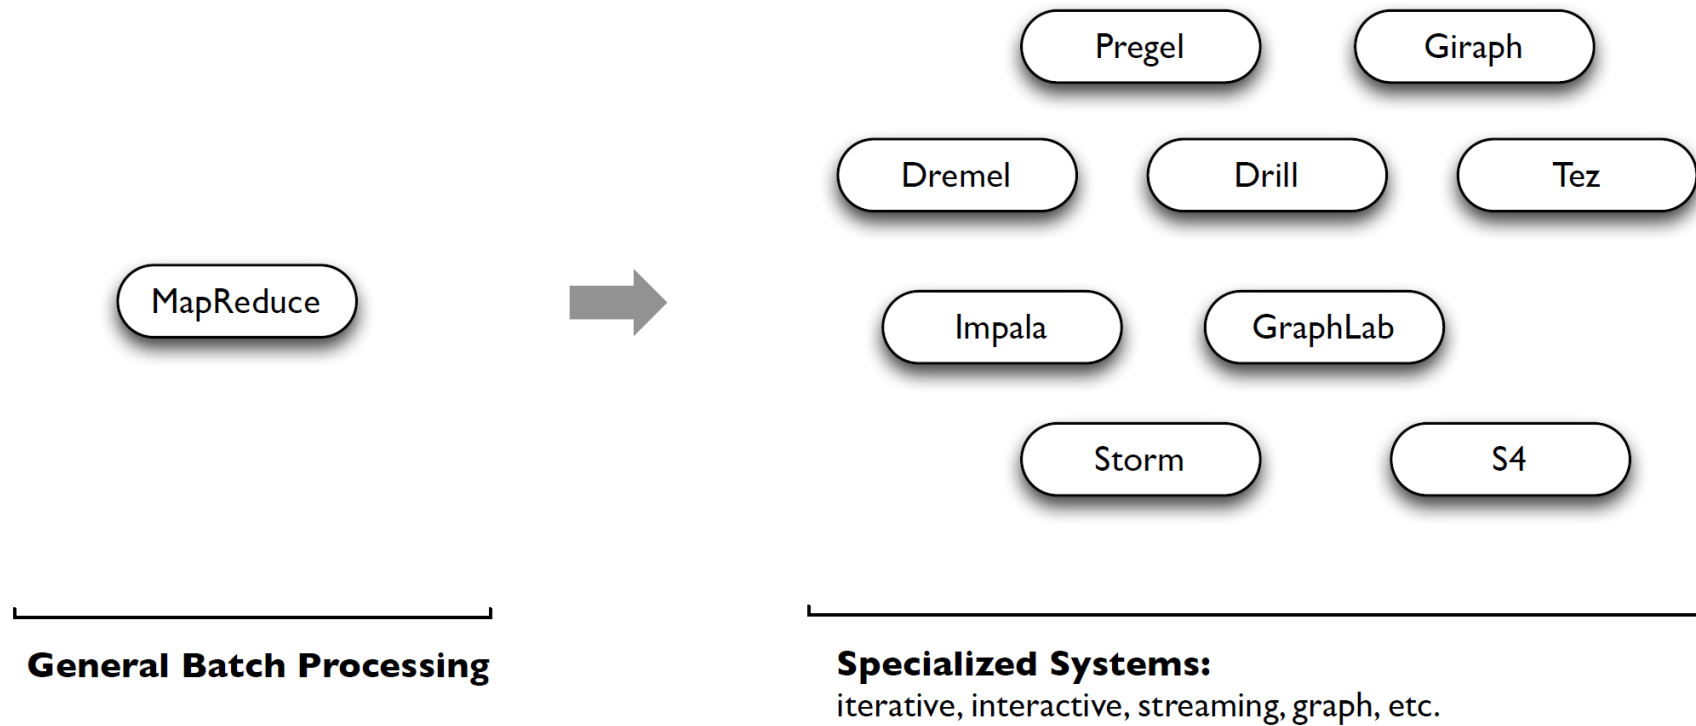 Pregel
Giraph
Dremel
Drill
Tez
MapReduce
Impala
GraphLab
Storm
S4
General Batch Processing
Specialized Systems:
iterative, interactive, streaming, graph, etc.